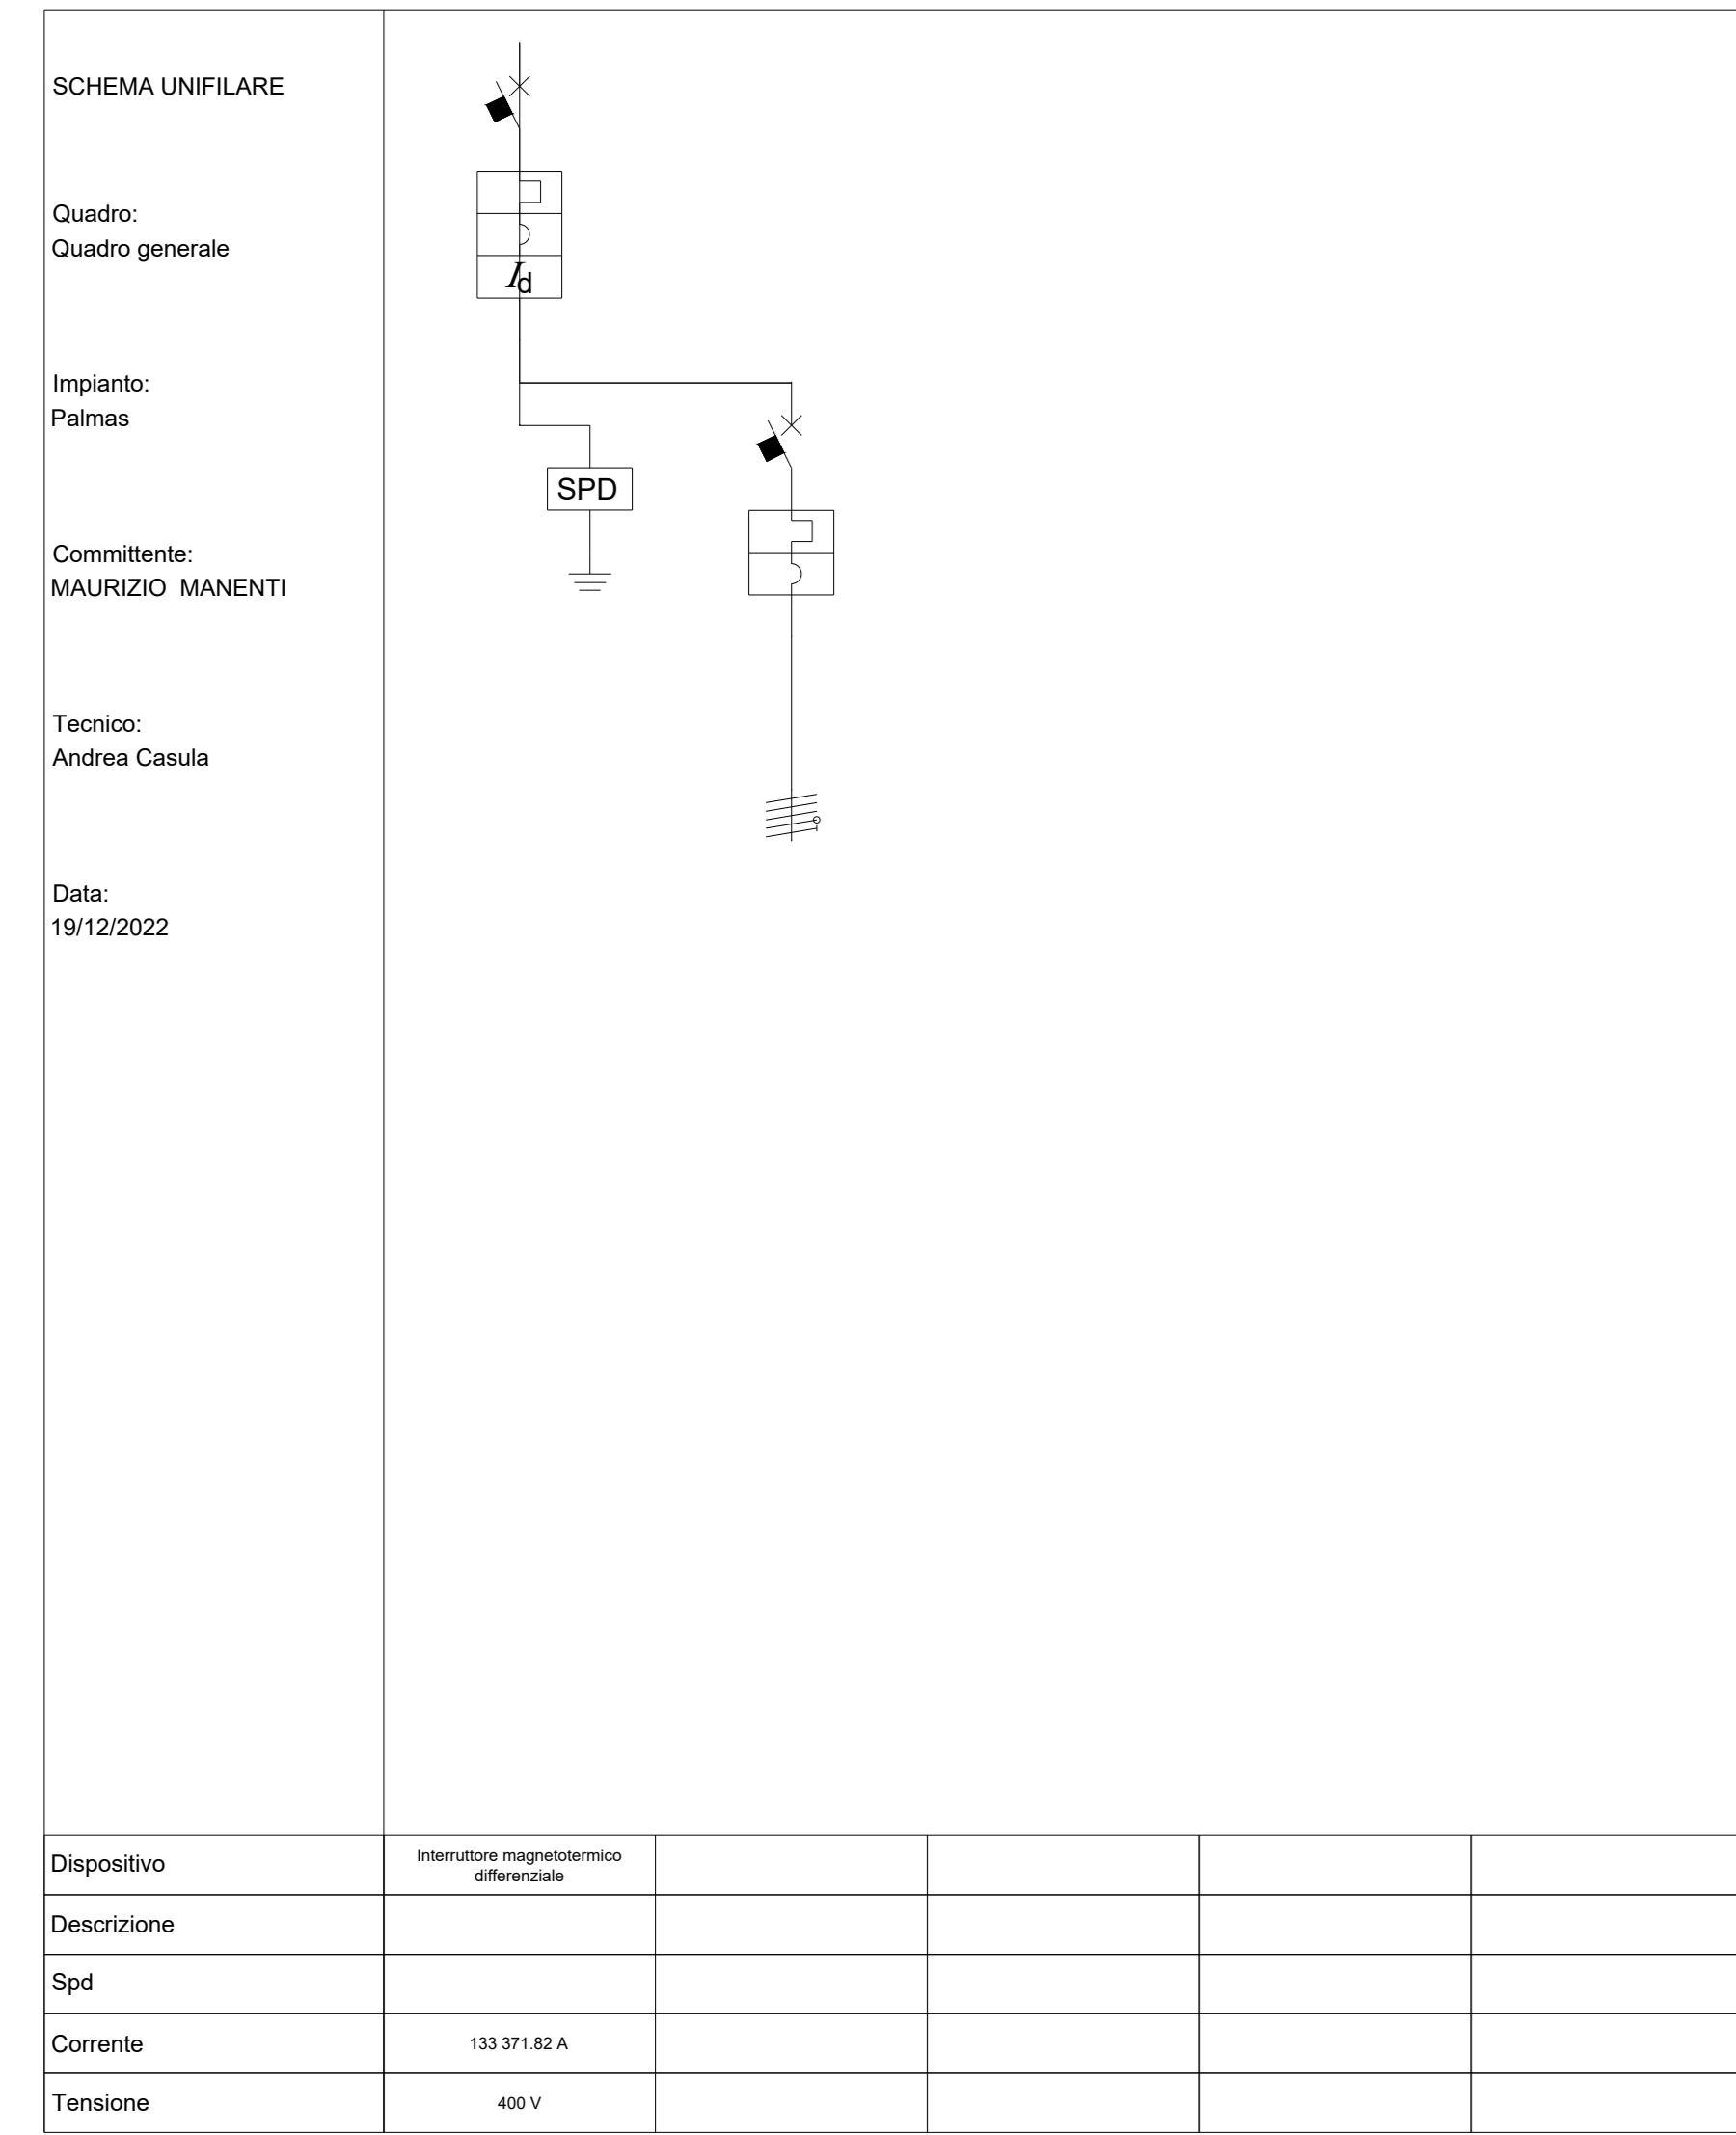 SCHEMA UNIFILARE
Quadro:
Quadro generale
Impianto:
Palmas
Committente:
MAURIZIO  MANENTI
Tecnico:
Andrea Casula
Data:
19/12/2022
Id
SPD
Dispositivo
Interruttore magnetotermico
differenziale
Descrizione
Spd
Corrente
133 371.82 A
Tensione
400 V